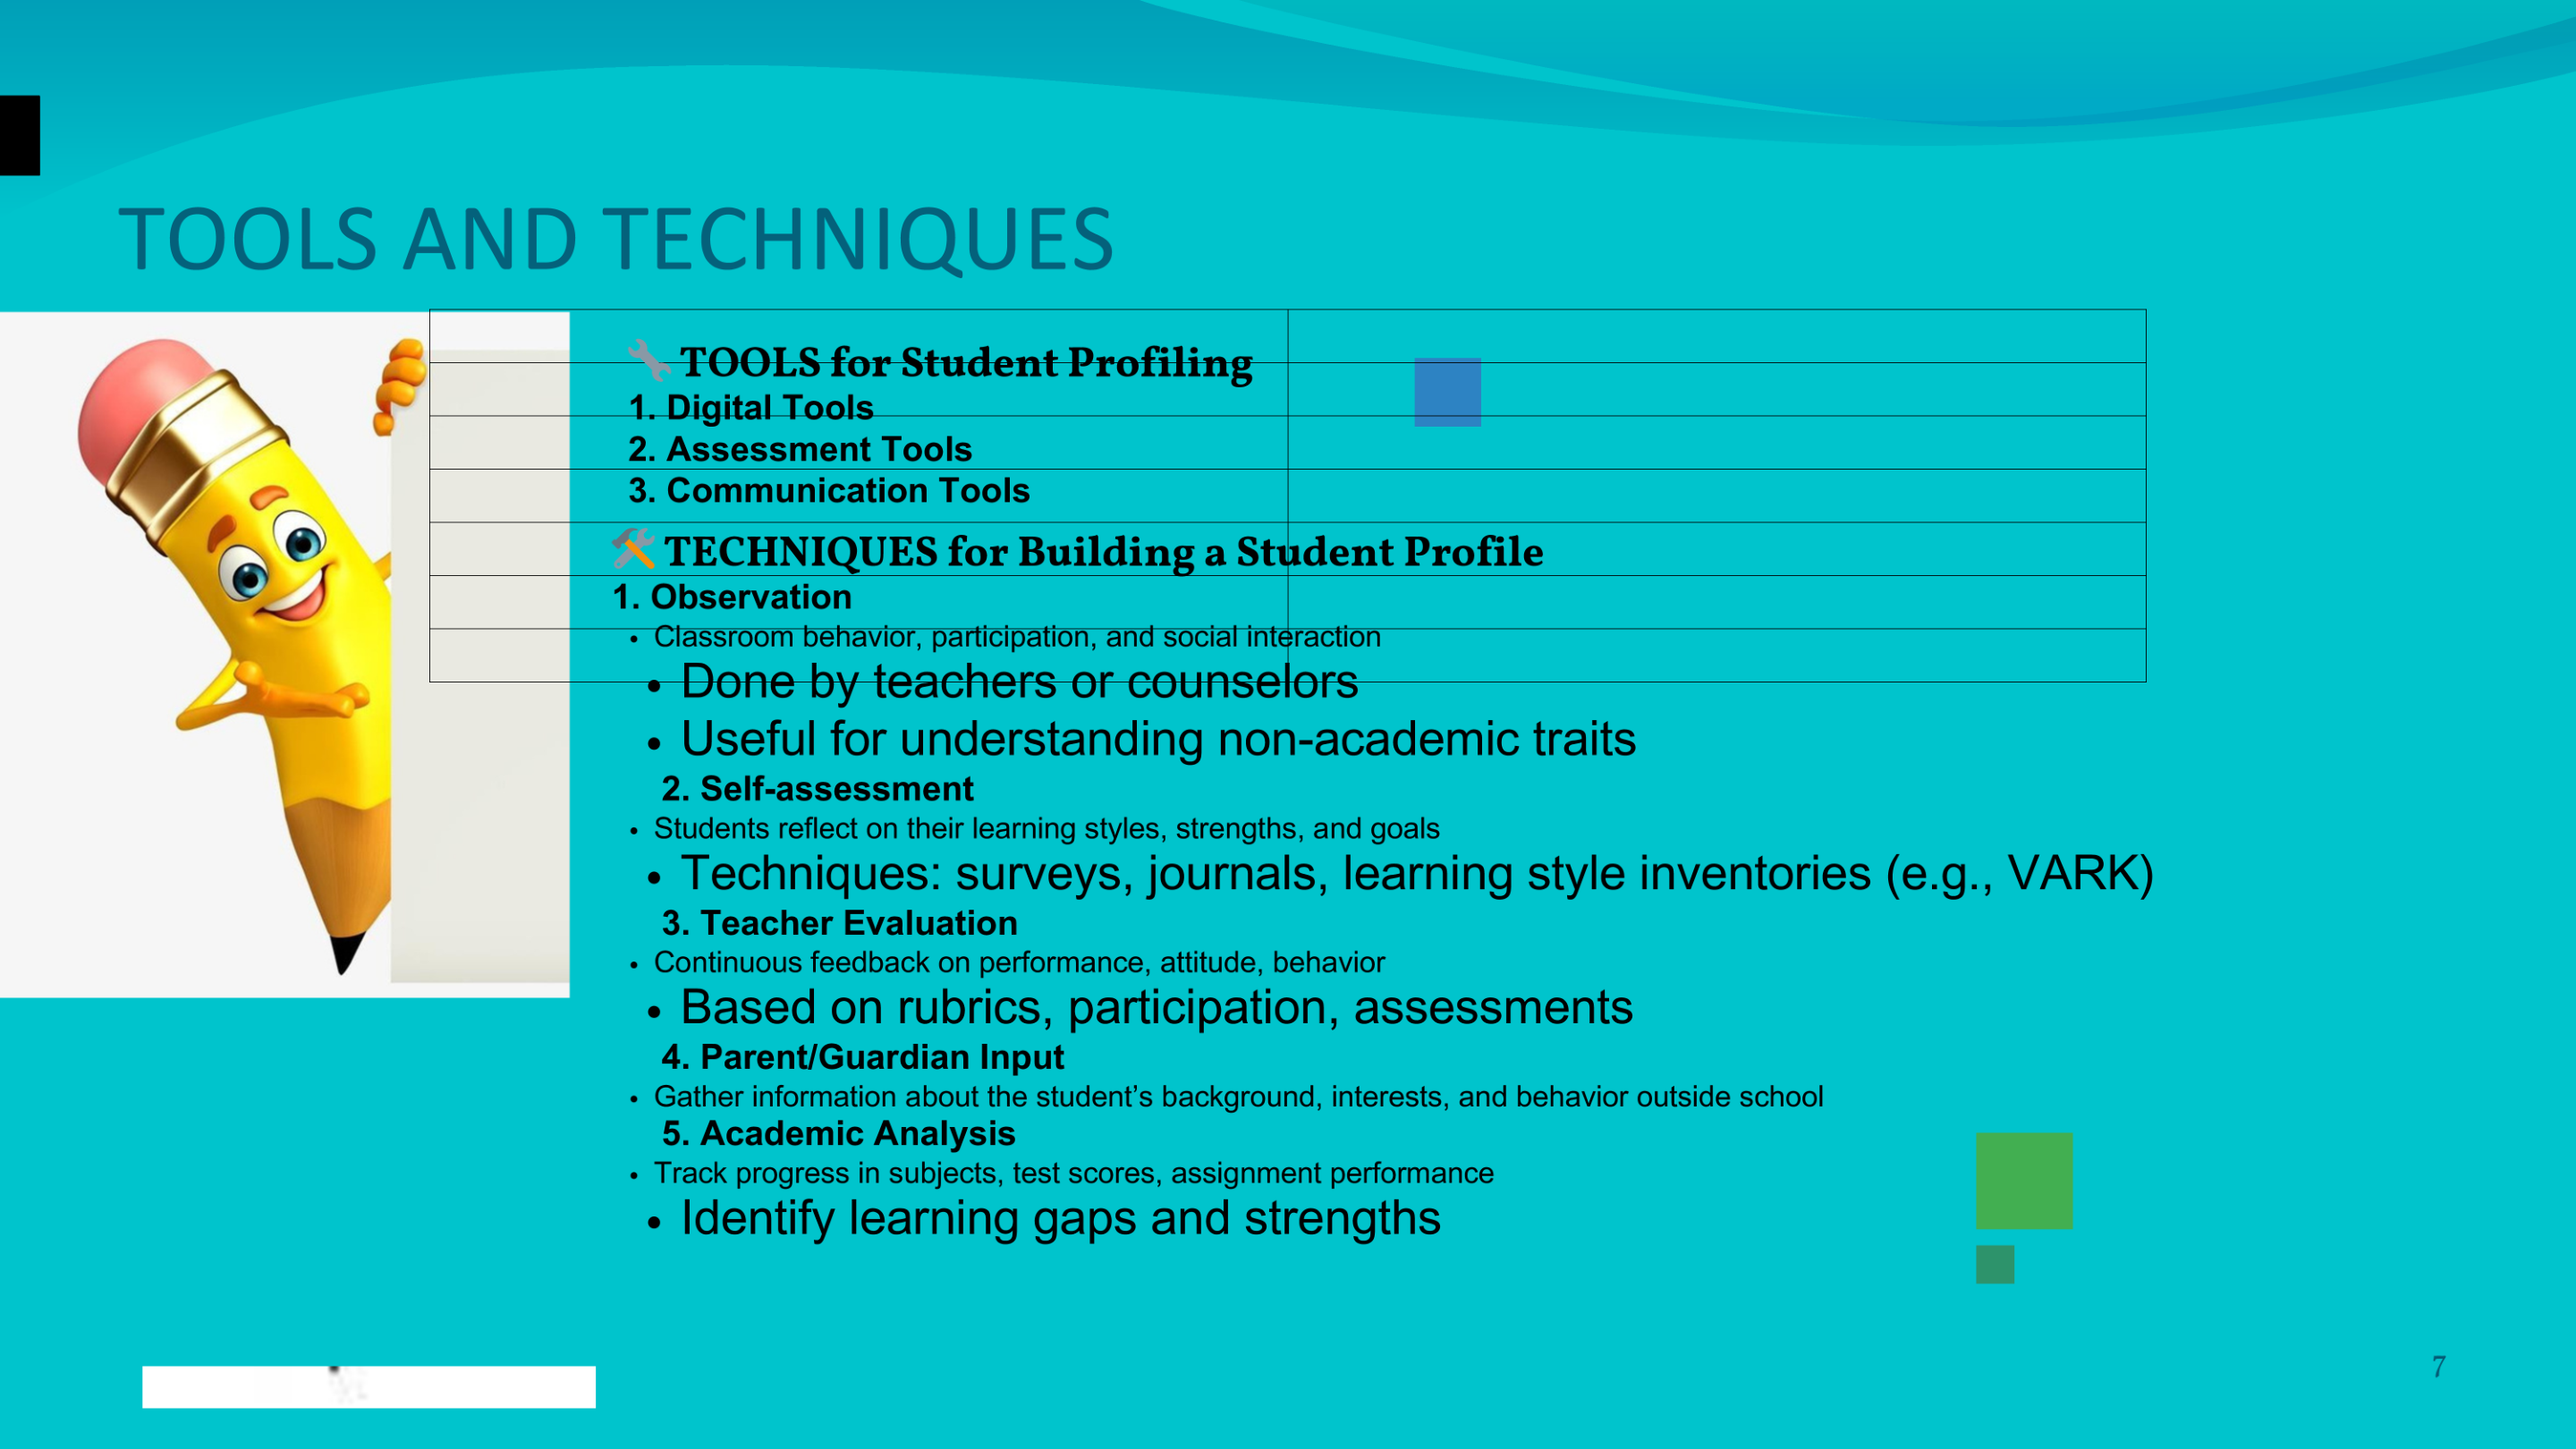 TOOLS AND TECHNIQUES
🔧 TOOLS for Student Profiling
1. Digital Tools
2. Assessment Tools
3. Communication Tools
🛠️ TECHNIQUES for Building a Student Profile
1. Observation
• Classroom behavior, participation, and social interaction
• Done by teachers or counselors
• Useful for understanding non-academic traits
2. Self-assessment
• Students reflect on their learning styles, strengths, and goals
• Techniques: surveys, journals, learning style inventories (e.g., VARK)
3. Teacher Evaluation
• Continuous feedback on performance, attitude, behavior
• Based on rubrics, participation, assessments
4. Parent/Guardian Input
• Gather information about the student’s background, interests, and behavior outside school
5. Academic Analysis
• Track progress in subjects, test scores, assignment performance
• Identify learning gaps and strengths
7